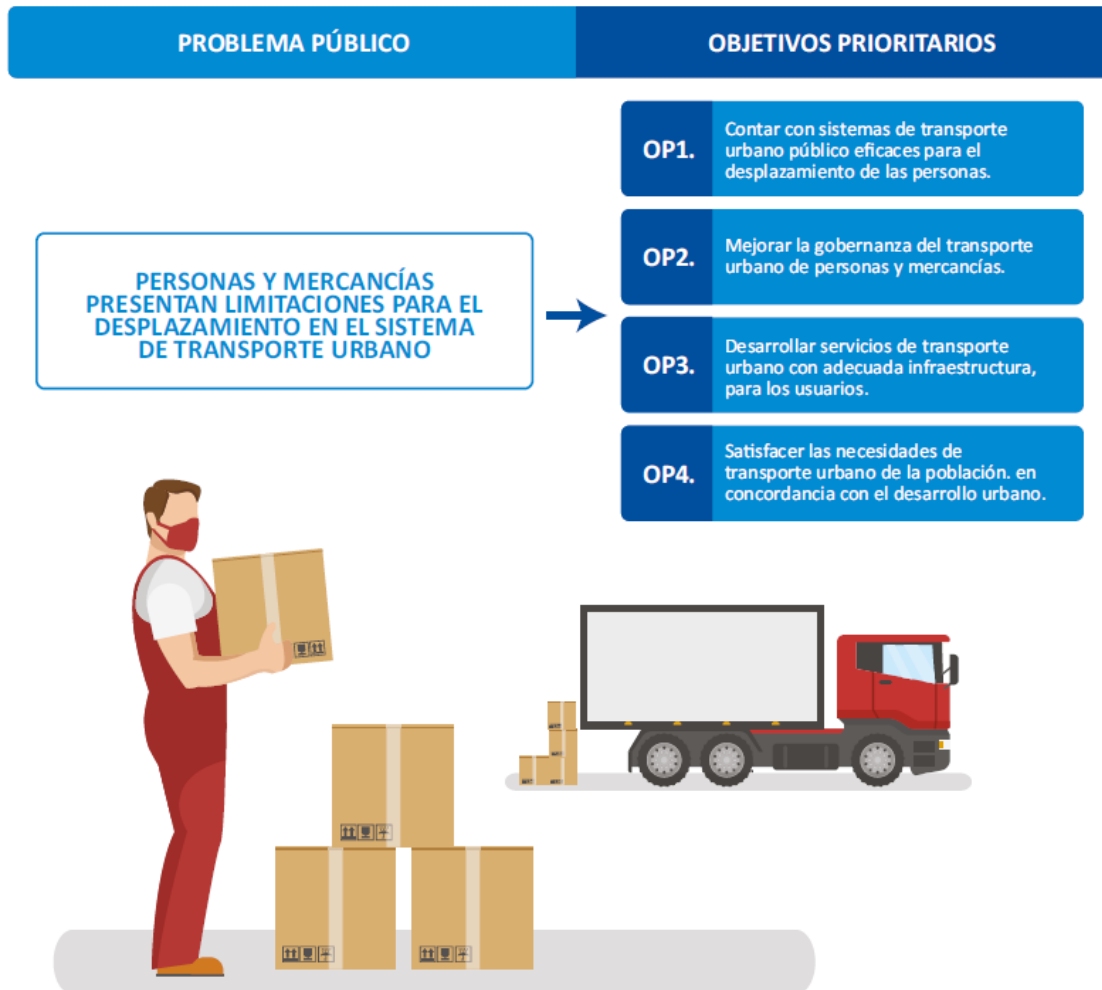 PROBLEMA PÚBLICO
OBJETIVOS PRIORITARIOS
PERSONAS Y MERCANCÍAS
PRESENTAN LIMITACIONES PARA EL
DESPLAZAMIENTO EN EL SISTEMA
DE TRANSPORTE URBANO
OP1.
Contar con sistemas de transporte
urbano público eficaces para el
desplazamiento de las personas.
OP2.
Mejorar la gobernanza del transporte
urbano de personas y mercancías.
OP3.
Desarrollar servicios de transporte
urbano con adecuada infraestructura,
para los usuarios.
OP4.
Satisfacer las necesidades de
transporte urbano de la población. en
concordancia con el desarrollo urbano.